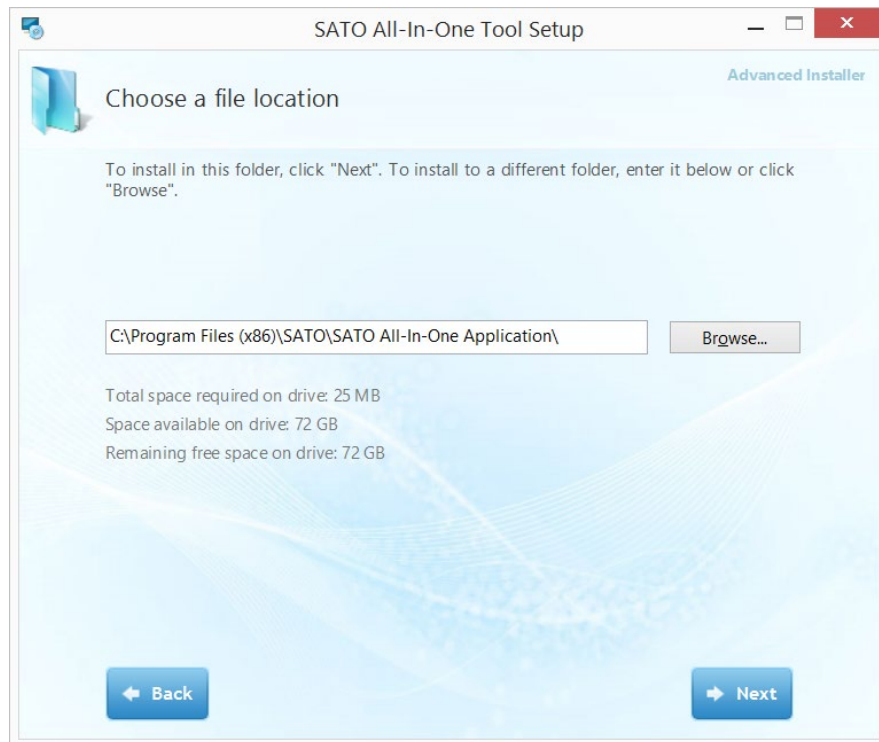 SATO All-In-One Tool Setup
Advanced Installer
Choose a file location
To install in this folder, click "Next". To install to a different folder, enter it below or click
"Browse".
C:\Program Files (x86)\SATO\SATO All-In-One Application\
Browse...
Total space required on drive: 25 MB
Space available on drive: 72 GB
Remaining free space on drive: 72 GB
Back
Next